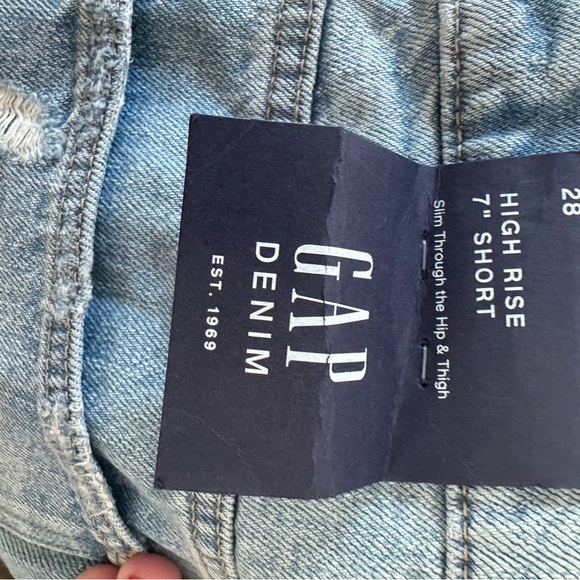 28
HIGH RISE
7" SHORT
Slim Through the Hip & Thigh
GAP
DENIM
EST. 1969